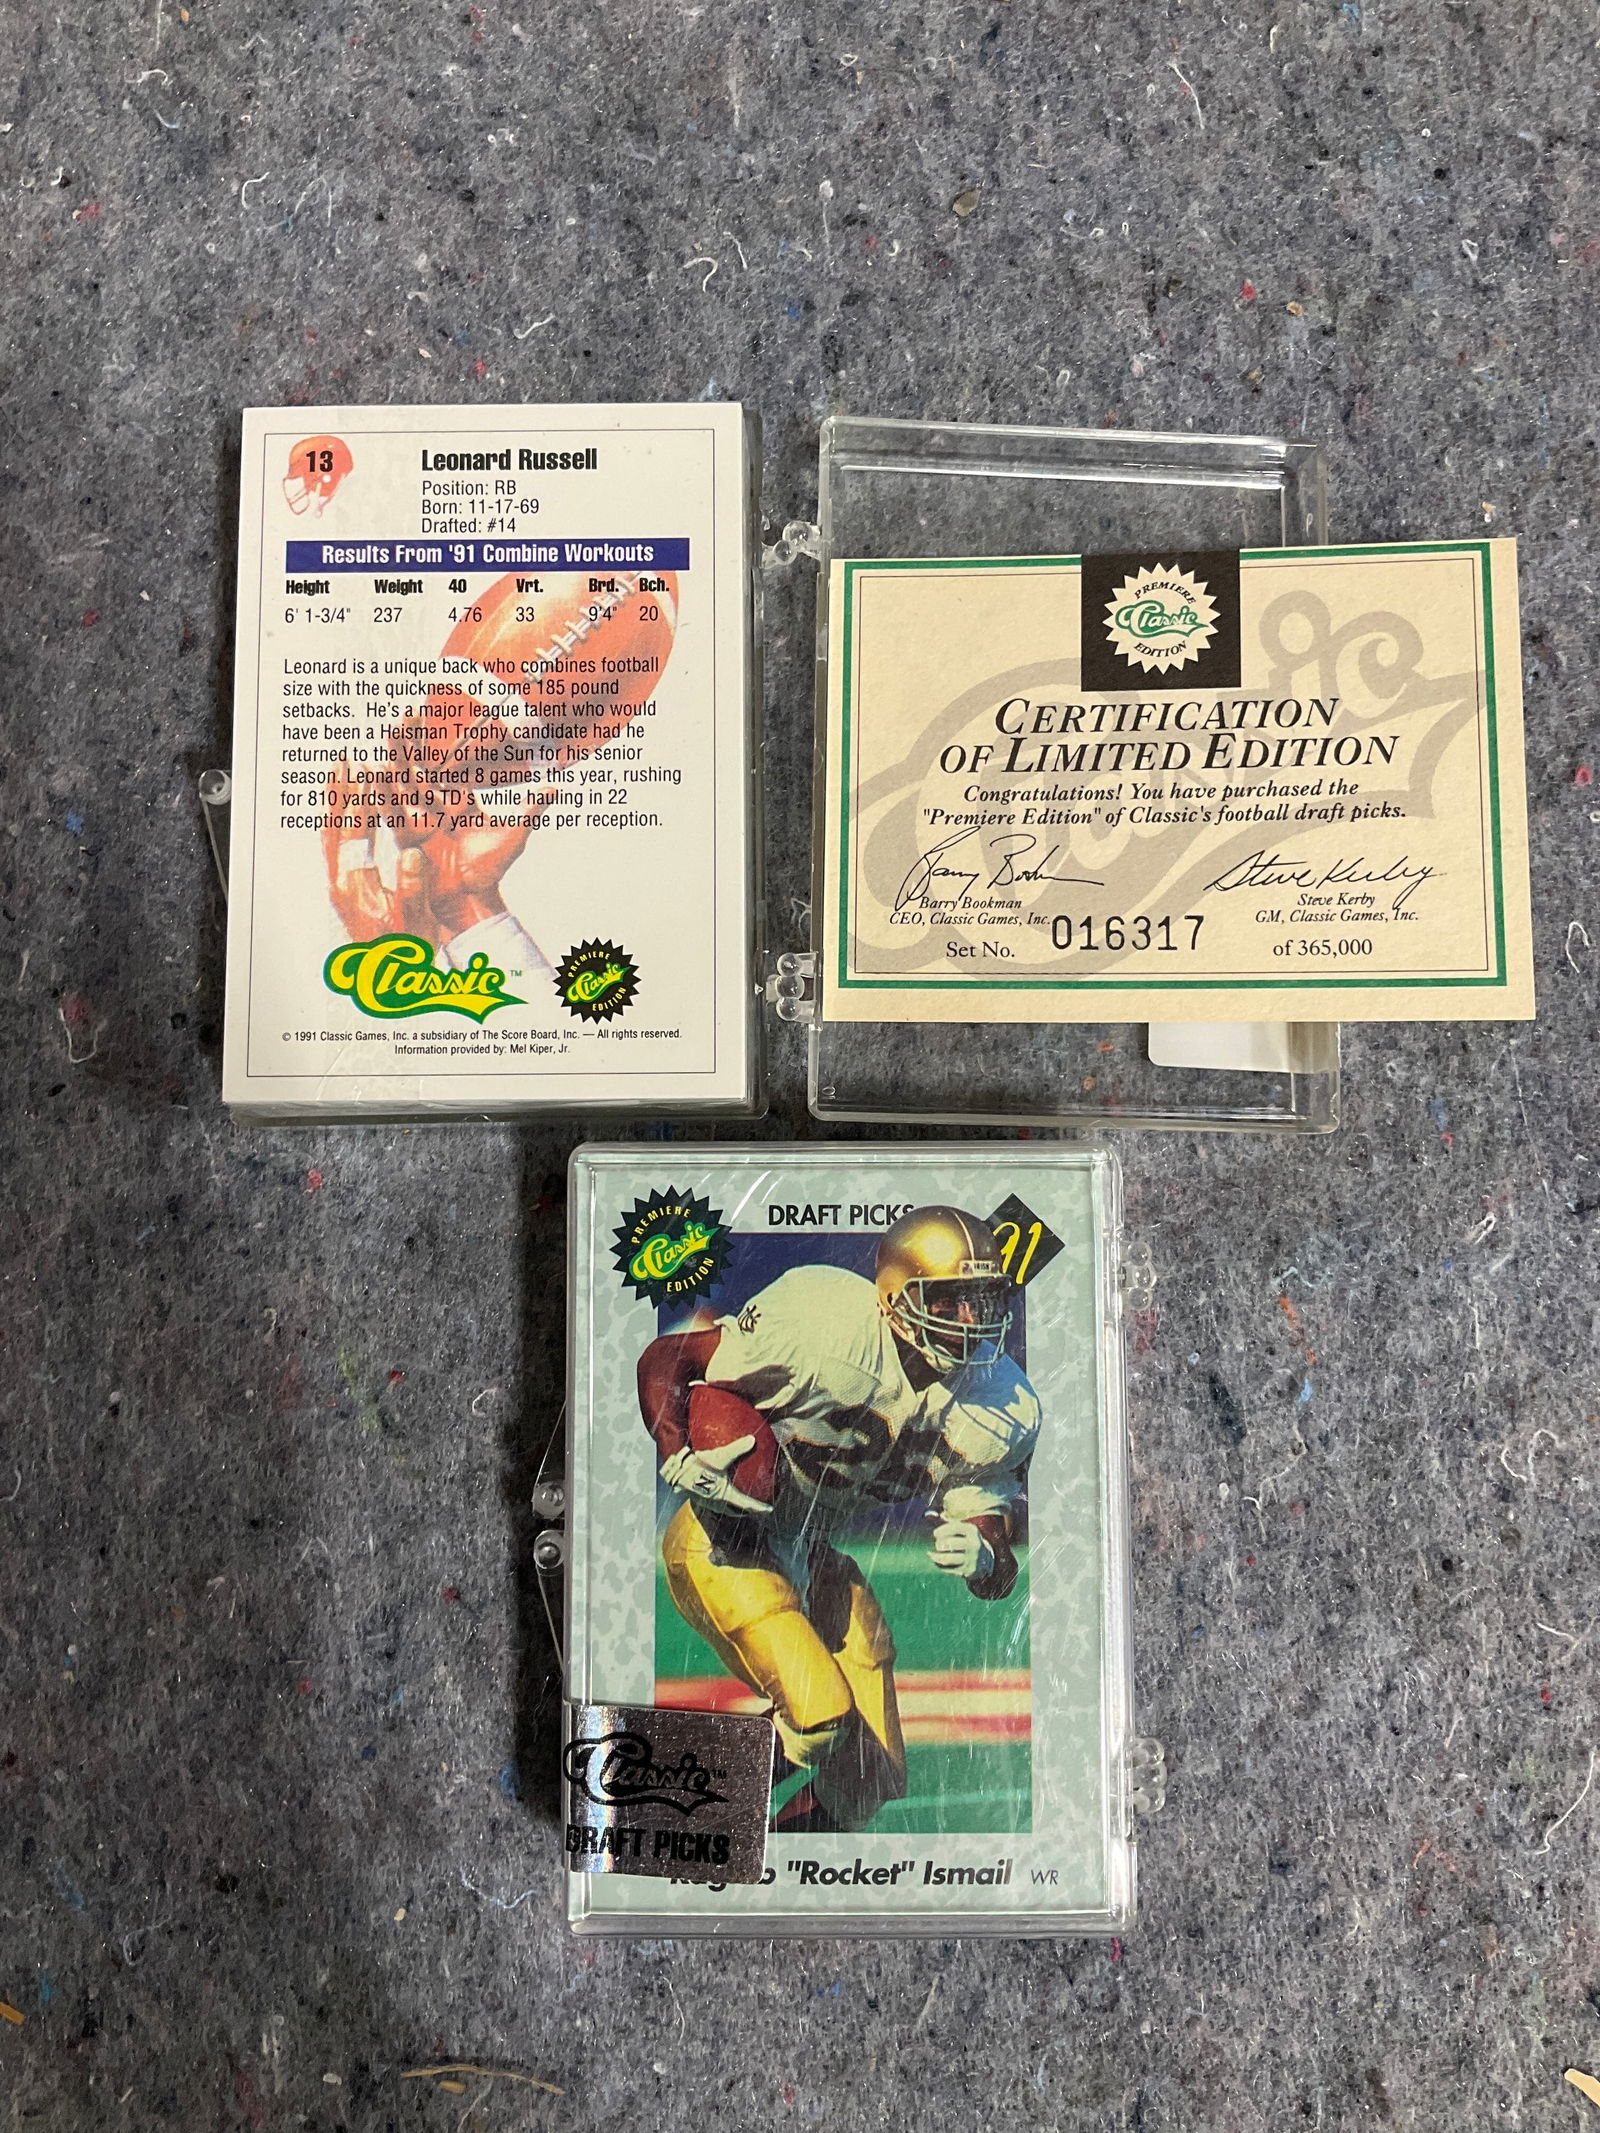 13
Leonard Russell
Position: RB
Born: 11-17-69
Drafted: #14
Results From '91 Combine Workouts
Height Weight 40 Vrt. Brd. Bch.
6' 1-3/4" 237 4.76 33 9'4" 20
Leonard is a unique back who combines football
size with the quickness of some 185 pound
setbacks. He's a major league talent who would
have been a Heisman Trophy candidate had he
returned to the Valley of the Sun for his senior
season. Leonard started 8 games this year, rushing
for 810 yards and 9 TD's while hauling in 22
receptions at an 11.7 yard average per reception.
Classic™
PREMIERE
Classic
EDITION
© 1991 Classic Games, Inc. a subsidiary of The Score Board, Inc. — All rights reserved.
Information provided by: Mel Kiper, Jr.
PREMIERE
Classic
EDITION
Classic
CERTIFICATION
OF LIMITED EDITION
Congratulations! You have purchased the
"Premiere Edition" of Classic's football draft picks.
Barry Bookman Steve Kerby
Barry Bookman Steve Kerby
CEO, Classic Games, Inc. GM, Classic Games, Inc.
Set No. 016317 of 365,000
PREMIERE
Classic
EDITION
DRAFT PICKS
91
IRISH
Classic™
DRAFT PICKS
"Rocket" Ismail WR